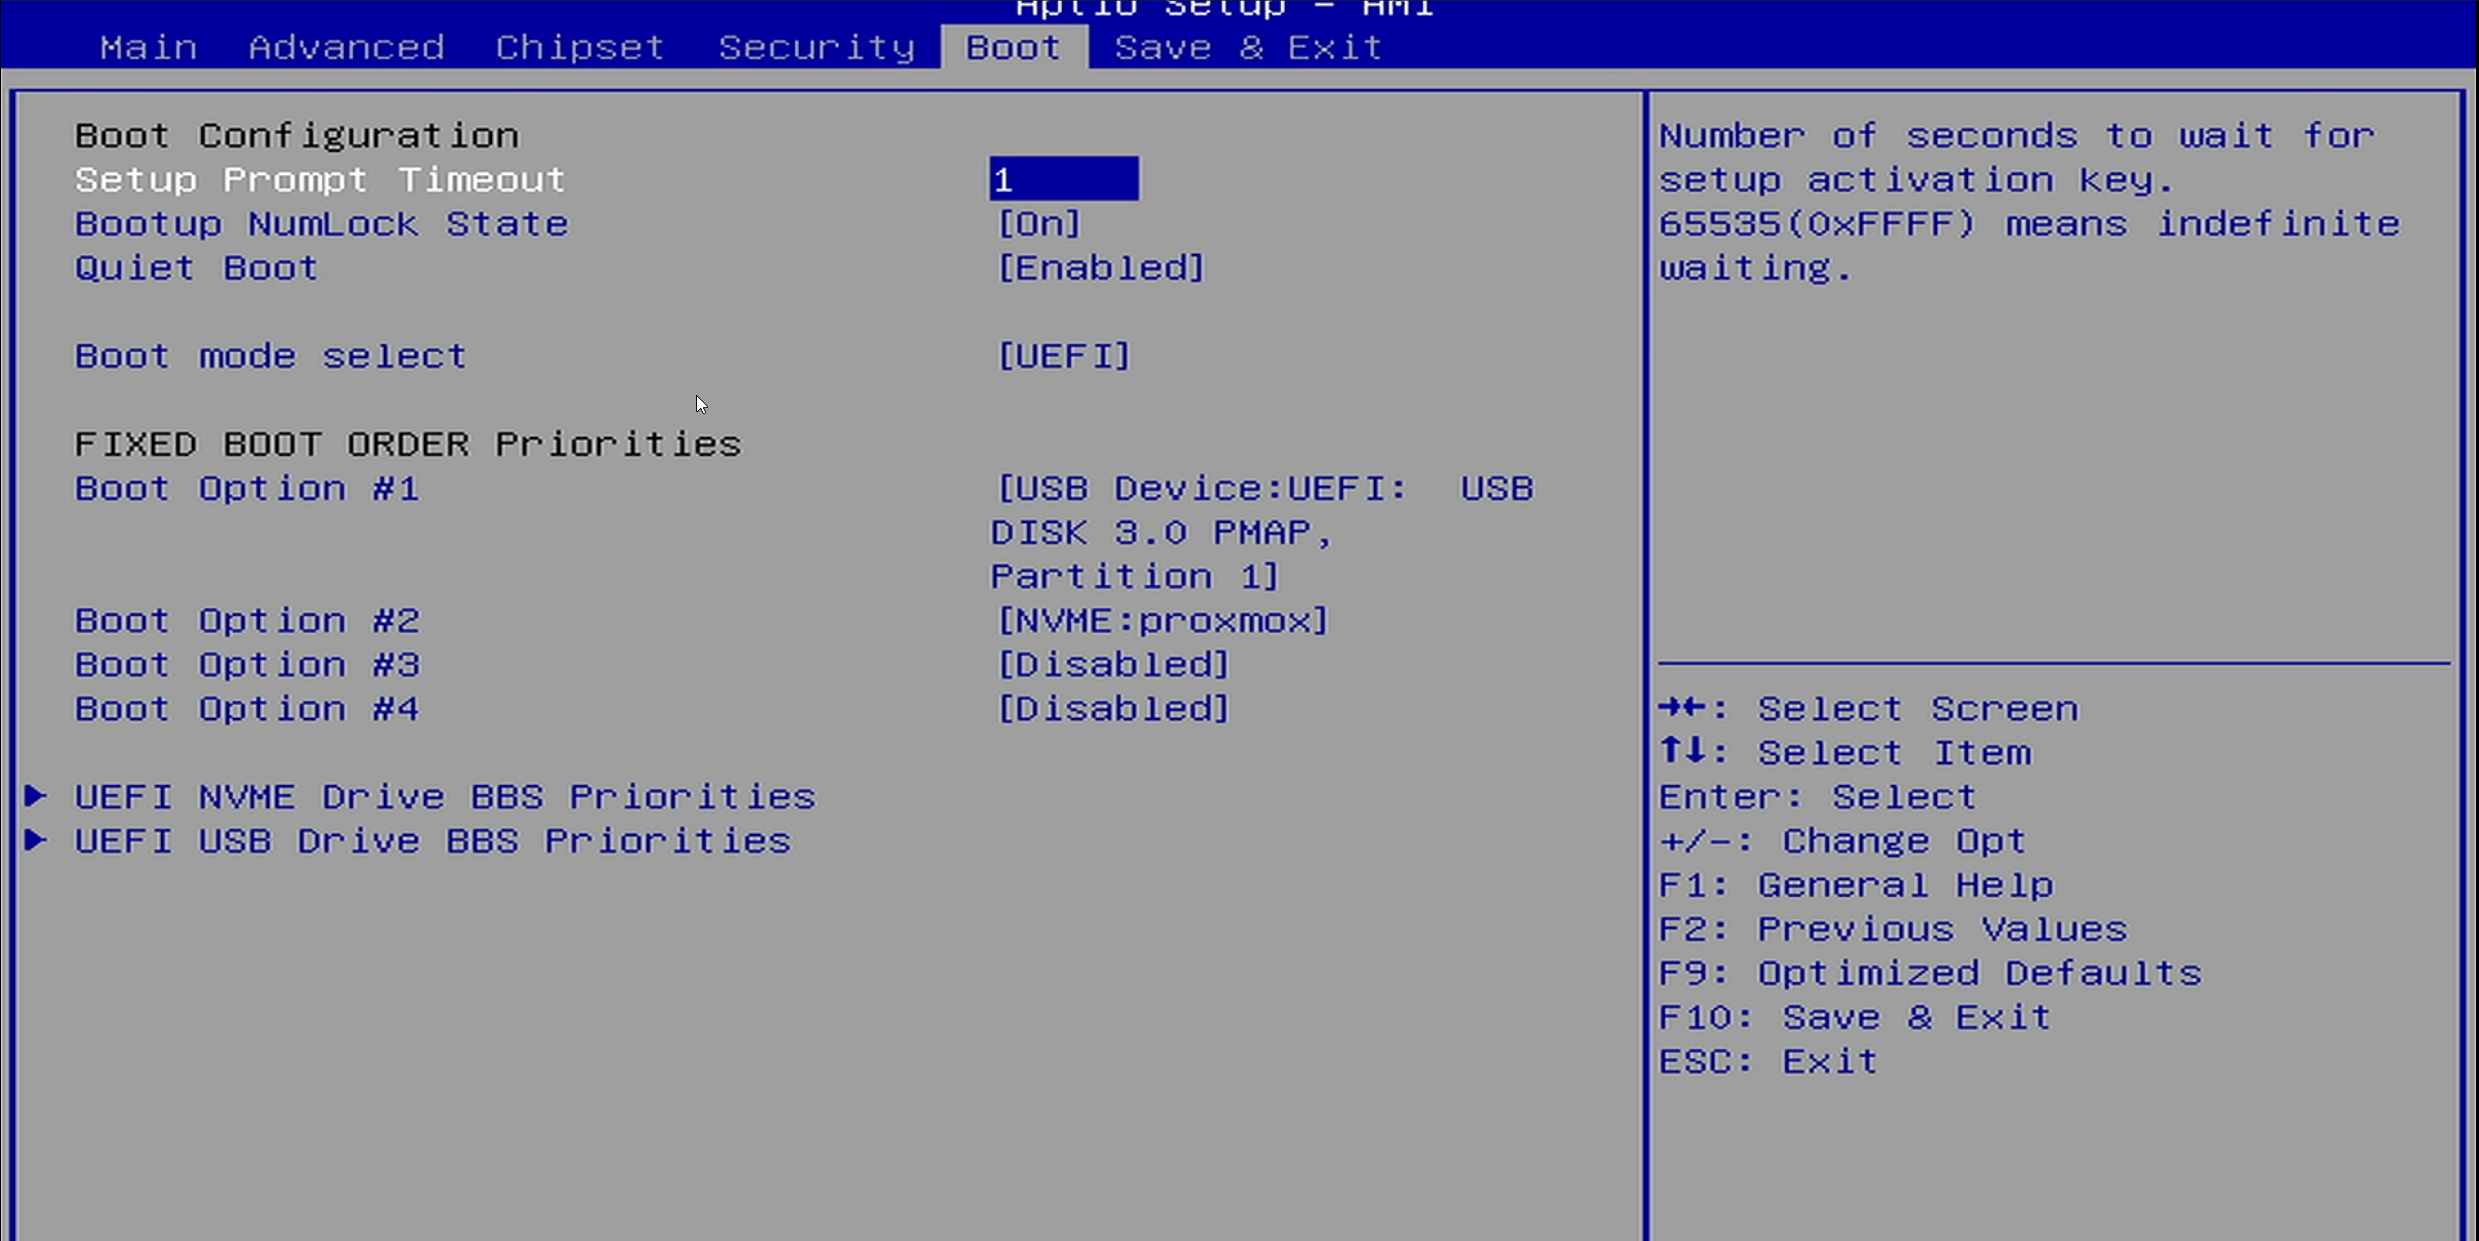 Aptio Setup - AMI
Main Advanced Chipset Security Boot Save & Exit
Boot Configuration
Setup Prompt Timeout 1
Bootup NumLock State [On]
Quiet Boot [Enabled]
Boot mode select [UEFI]
FIXED BOOT ORDER Priorities
Boot Option #1 [USB Device:UEFI: USB
DISK 3.0 PMAP,
Partition 1]
Boot Option #2 [NVME:proxmox]
Boot Option #3 [Disabled]
Boot Option #4 [Disabled]
UEFI NVME Drive BBS Priorities
UEFI USB Drive BBS Priorities
Number of seconds to wait for
setup activation key.
65535(0xFFFF) means indefinite
waiting.
→←: Select Screen
↑↓: Select Item
Enter: Select
+/-: Change Opt
F1: General Help
F2: Previous Values
F9: Optimized Defaults
F10: Save & Exit
ESC: Exit